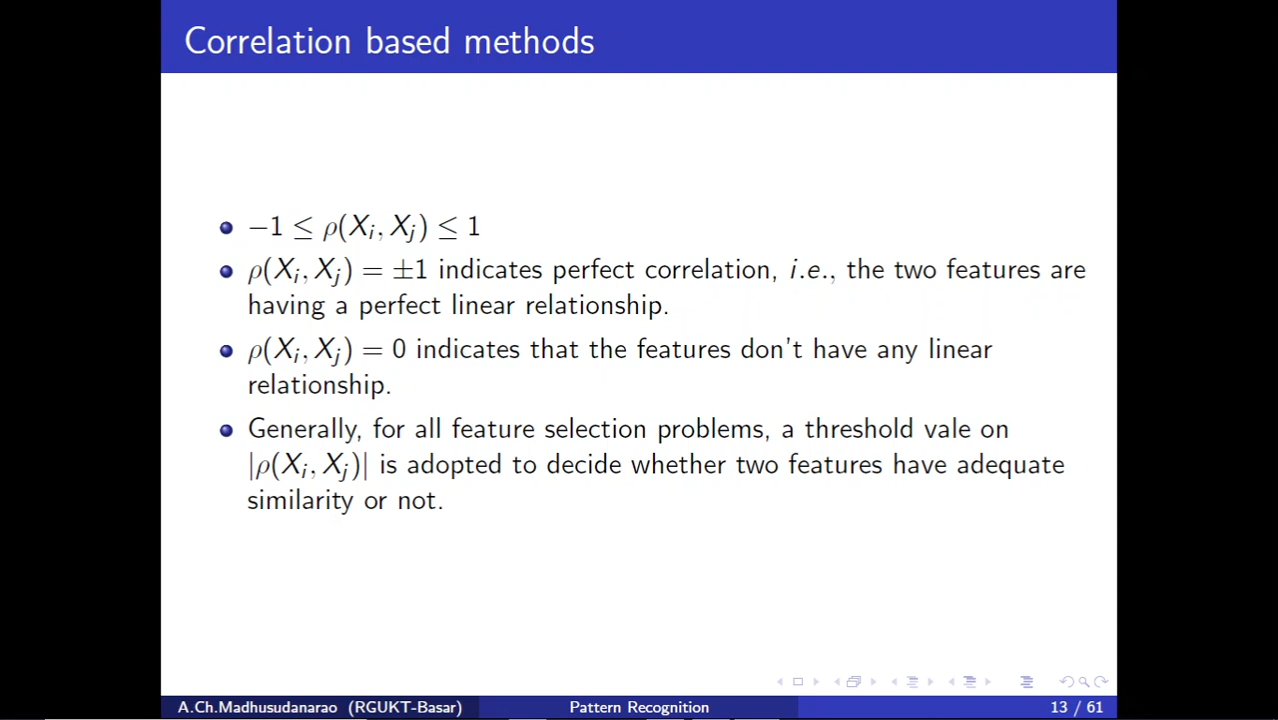 Correlation based methods
−1 ≤ ρ(Xi, Xj) ≤ 1
ρ(Xi, Xj) = ±1 indicates perfect correlation, i.e., the two features are
having a perfect linear relationship.
ρ(Xi, Xj) = 0 indicates that the features don't have any linear
relationship.
Generally, for all feature selection problems, a threshold vale on
|ρ(Xi, Xj)| is adopted to decide whether two features have adequate
similarity or not.
A.Ch.Madhusudanarao (RGUKT-Basar) Pattern Recognition 13 / 61